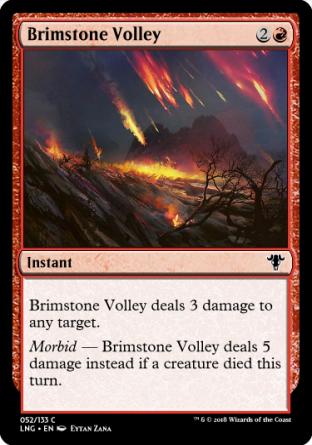 Brimstone Volley 2
Instant
Brimstone Volley deals 3 damage to
any target.
Morbid — Brimstone Volley deals 5
damage instead if a creature died this
turn.
052/133 C
LNG • EN EYTAN ZANA
™ & © 2018 Wizards of the Coast